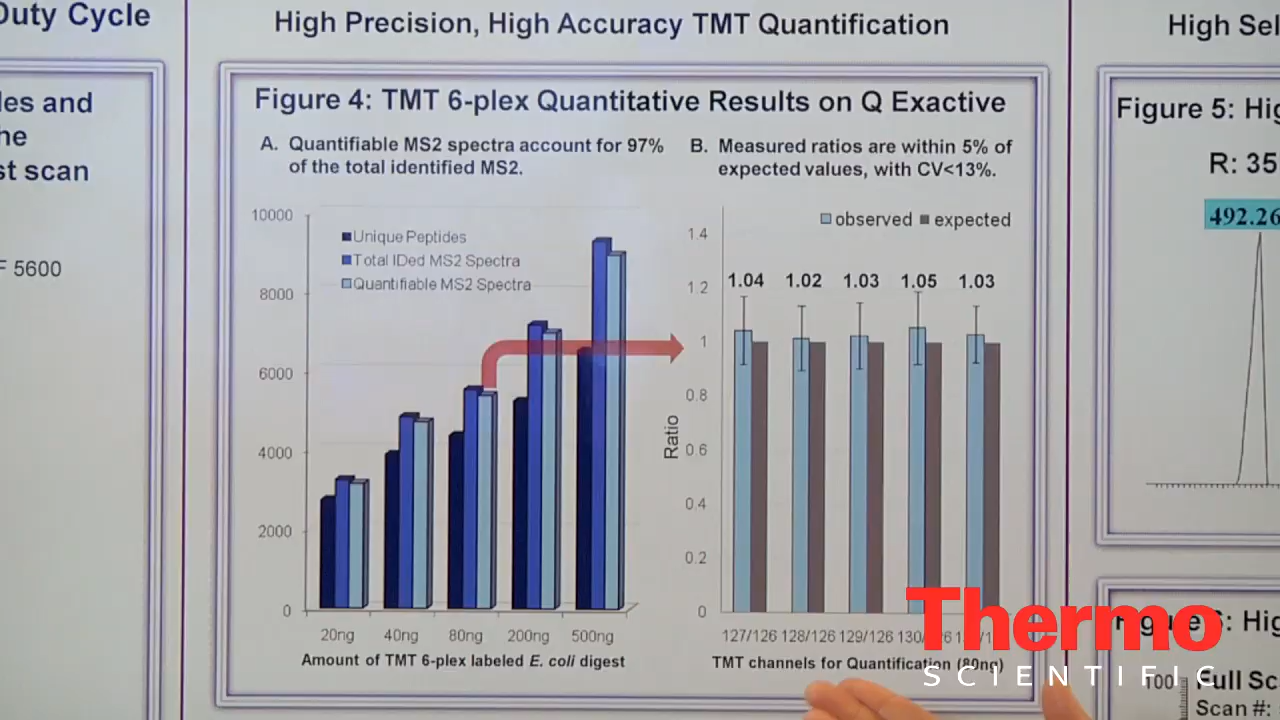 Duty Cycle
les and
he
st scan
F 5600
High Precision, High Accuracy TMT Quantification
Figure 4: TMT 6-plex Quantitative Results on Q Exactive
A. Quantifiable MS2 spectra account for 97%
of the total identified MS2.
10000
8000
6000
4000
2000
0
Unique Peptides
Total IDed MS2 Spectra
Quantifiable MS2 Spectra
20ng 40ng 80ng 200ng 500ng
Amount of TMT 6-plex labeled E. coli digest
B. Measured ratios are within 5% of
expected values, with CV<13%.
observed expected
1.4
1.2
1
0.8
0.6
0.4
0.2
0
Ratio
1.04 1.02 1.03 1.05 1.03
127/126 128/126 129/126 130/
TMT channels for Quantification (80ng)
High Sel
Figure 5: Hig
R: 35
492.26
Figure 6: Hig
100
Full Sc
Scan #:
Thermo
SCIENTIFIC